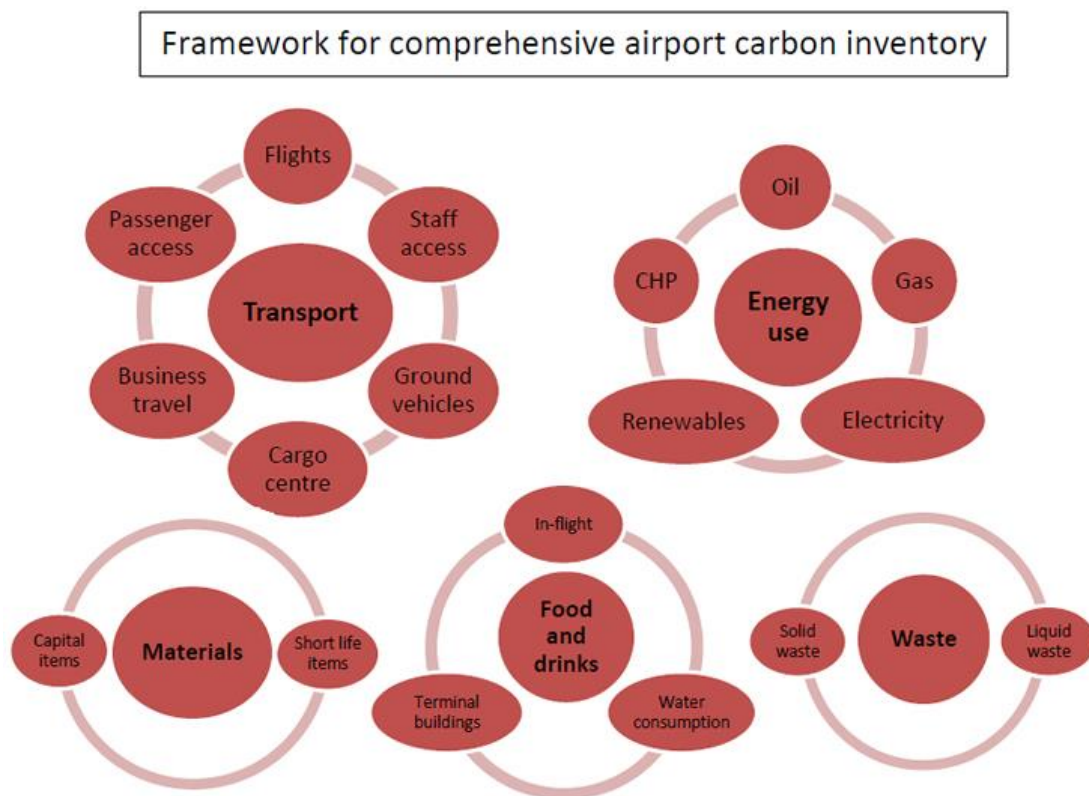 Framework for comprehensive airport carbon inventory
Flights
Passenger
access
Staff
access
Transport
Business
travel
Ground
vehicles
Cargo
centre
Oil
CHP
Gas
Energy
use
Renewables
Electricity
Capital
items
Materials
Short life
items
In-flight
Food
and
drinks
Terminal
buildings
Water
consumption
Solid
waste
Waste
Liquid
waste